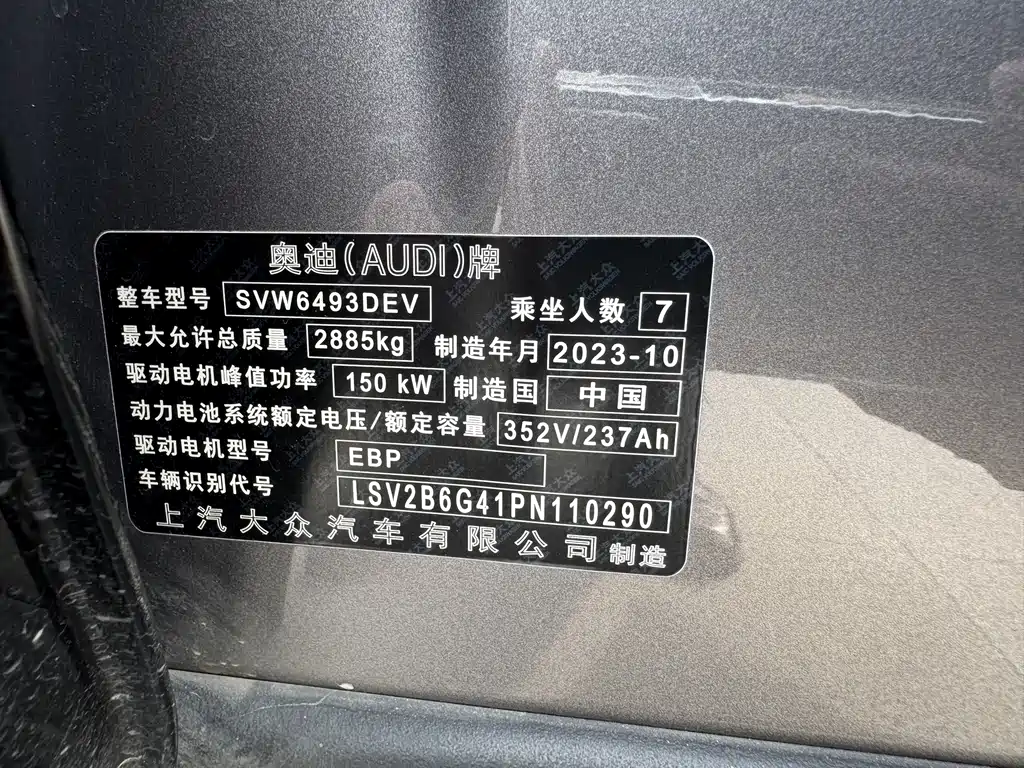 奥迪(AUDI)牌
整车型号 SVW6493DEV 乘坐人数 7
最大允许总质量 2885kg 制造年月 2023-10
驱动电机峰值功率 150 kW 制造国 中国
动力电池系统额定电压/额定容量 352V/237Ah
驱动电机型号 EBP
车辆识别代号 LSV2B6G41PN110290
上汽大众汽车有限公司 制造